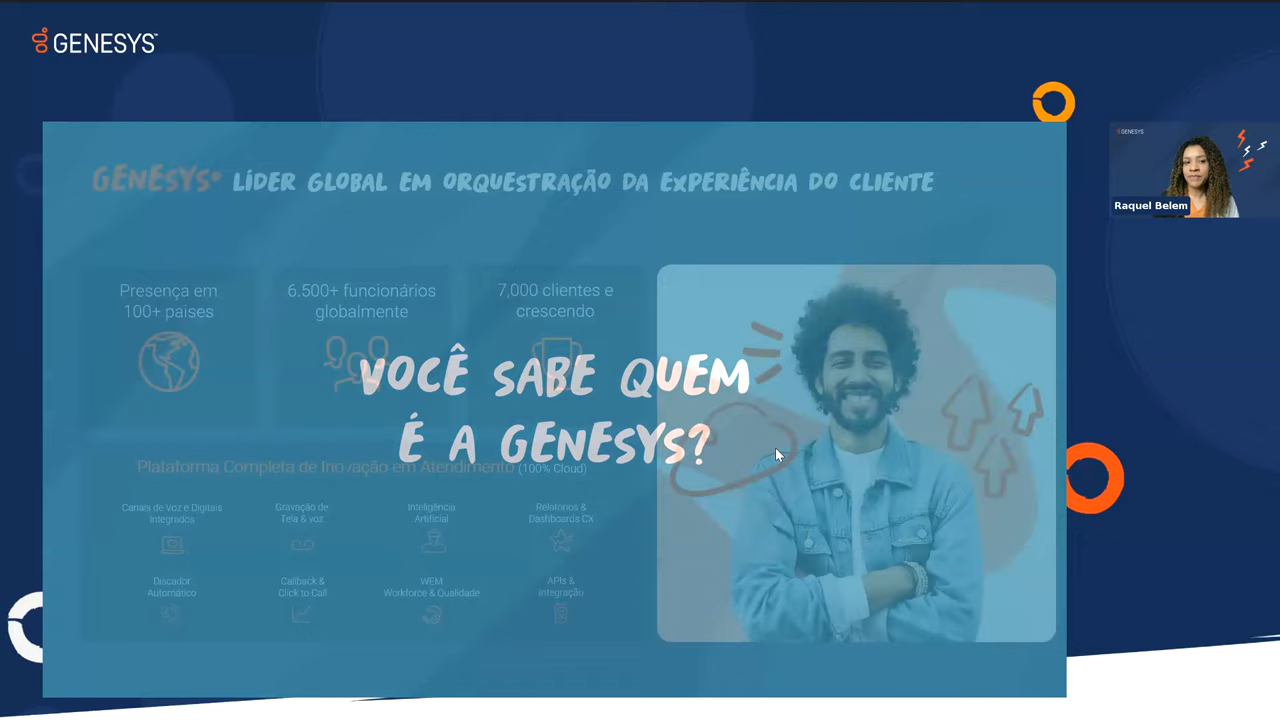 GENESYS™
GENESYS® LÍDER GLOBAL EM ORQUESTRAÇÃO DA EXPERIÊNCIA DO CLIENTE
GENESYS
Raquel Belem
Presença em
100+ paises
6.500+ funcionários
globalmente
7,000 clientes e
crescendo
VOCÊ SABE QUEM
É A GENESYS?
Plataforma Completa de Inovação em Atendimento (100% Cloud)
Canais de Voz e Digitais
Integrados
Gravação de
Tela & voz
Inteligência
Artificial
Relatorios &
Dashboards CX
Discador
Automático
Callback &
Click to Call
WEM
Workforce & Qualidade
APIs &
Integração